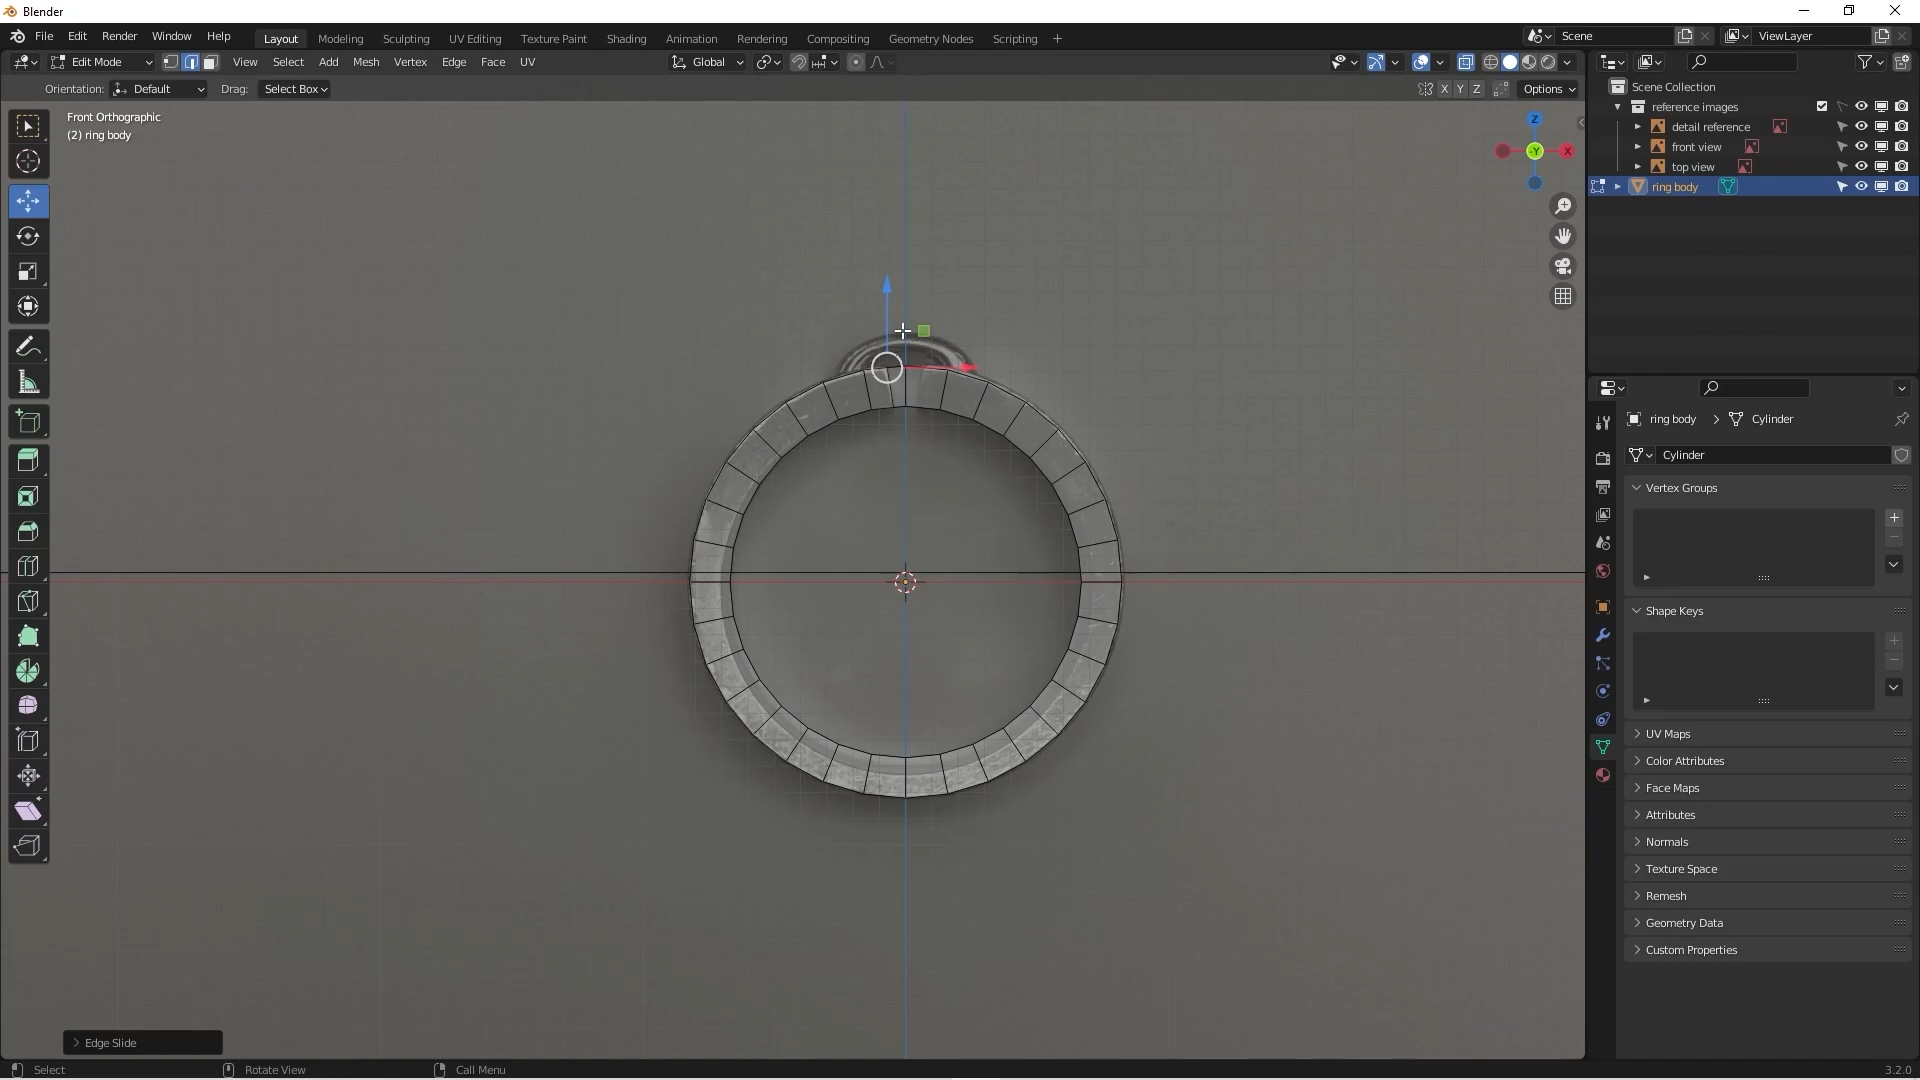 Blender
File Edit Render Window Help Layout Modeling Sculpting UV Editing Texture Paint Shading Animation Rendering Compositing Geometry Nodes Scripting + Scene ViewLayer
Edit Mode View Select Add Mesh Vertex Edge Face UV Global
Orientation: Default Drag: Select Box X Y Z Options
Front Orthographic
(2) ring body
Z
-Y
X
Scene Collection
reference images
detail reference
front view
top view
ring body
ring body > Cylinder
Cylinder
Vertex Groups
Shape Keys
UV Maps
Color Attributes
Face Maps
Attributes
Normals
Texture Space
Remesh
Geometry Data
Custom Properties
Edge Slide
Select Rotate View Call Menu 3.2.0